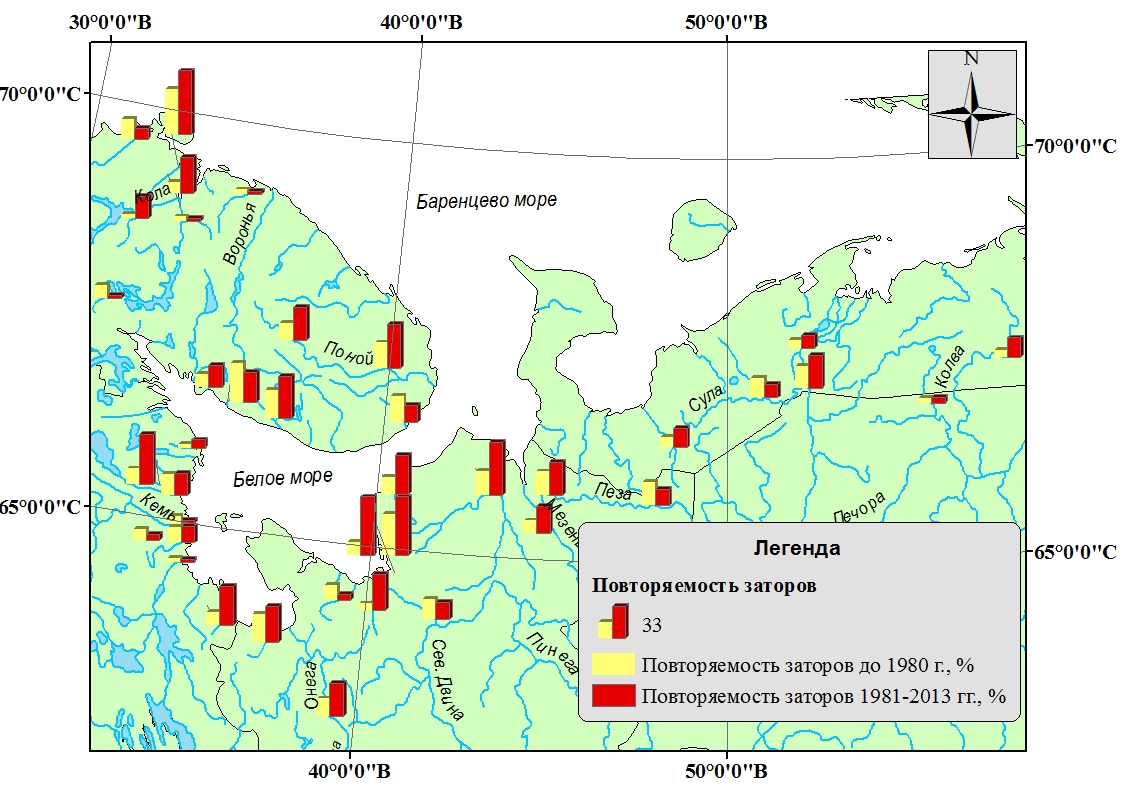 30°0'0"В
40°0'0"В
50°0'0"В
70°0'0"С
N
70°0'0"С
Баренцево море
Кола
Воронья
Поной
Колва
Сула
Белое море
Пеза
65°0'0"С
Кемь
Мезень
Печора
65°0'0"С
Легенда
Повторяемость заторов
33
Повторяемость заторов до 1980 г., %
Повторяемость заторов 1981-2013 гг., %
Пинега
Онега
Сев. Двина
а
40°0'0"В
50°0'0"В